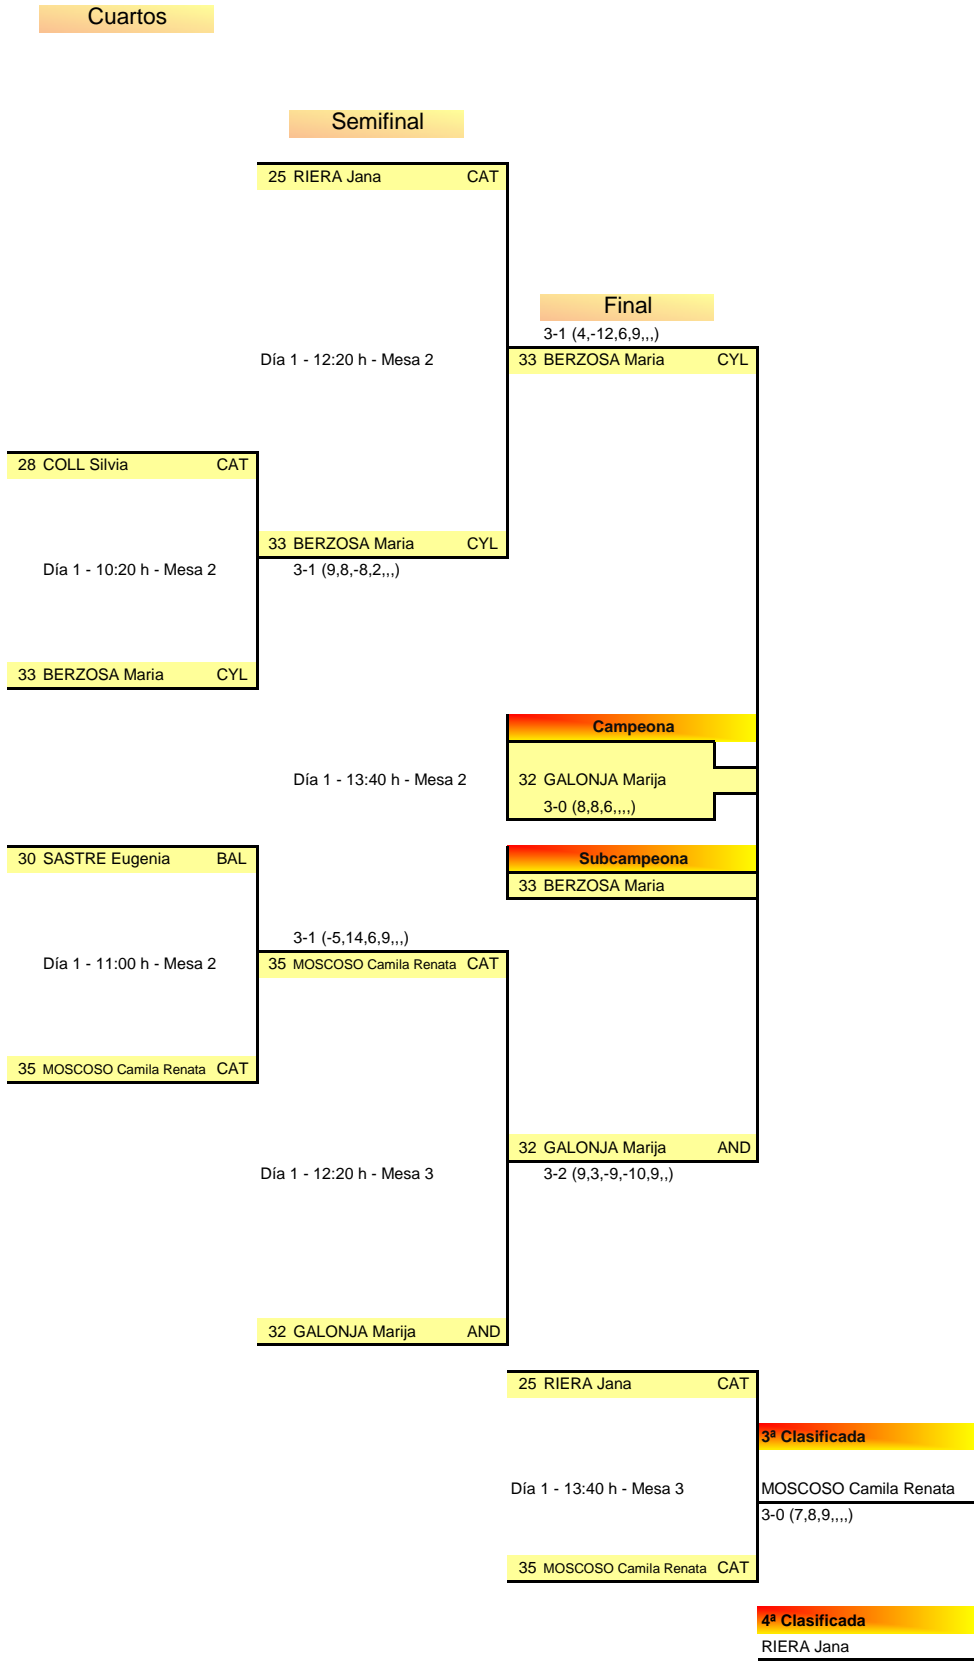 Cuartos
Semifinal
25 RIERA Jana CAT
Final
3-1 (4,-12,6,9,,,)
Día 1 - 12:20 h - Mesa 2
33 BERZOSA Maria CYL
28 COLL Silvia CAT
33 BERZOSA Maria CYL
Día 1 - 10:20 h - Mesa 2
3-1 (9,8,-8,2,,,)
33 BERZOSA Maria CYL
Campeona
Día 1 - 13:40 h - Mesa 2
32 GALONJA Marija
3-0 (8,8,6,,,,)
30 SASTRE Eugenia BAL
Subcampeona
33 BERZOSA Maria
3-1 (-5,14,6,9,,,)
Día 1 - 11:00 h - Mesa 2
35 MOSCOSO Camila Renata CAT
35 MOSCOSO Camila Renata CAT
32 GALONJA Marija AND
Día 1 - 12:20 h - Mesa 3
3-2 (9,3,-9,-10,9,,)
32 GALONJA Marija AND
25 RIERA Jana CAT
3ª Clasificada
Día 1 - 13:40 h - Mesa 3
MOSCOSO Camila Renata
3-0 (7,8,9,,,,)
35 MOSCOSO Camila Renata CAT
4ª Clasificada
RIERA Jana